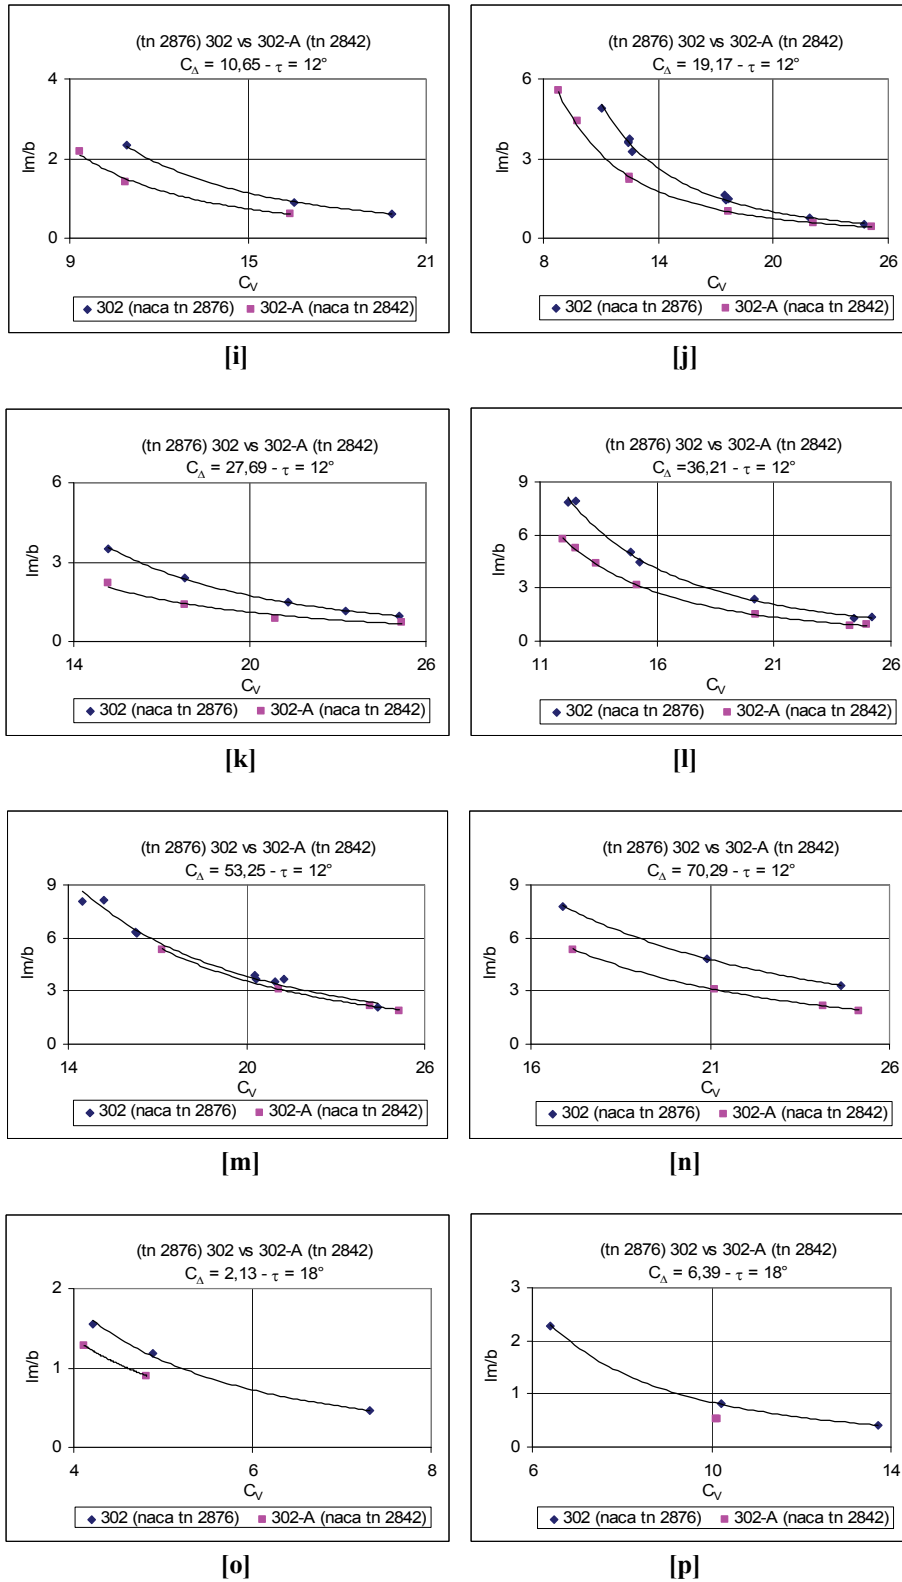 (tn 2876) 302 vs 302-A (tn 2842)
C∆ = 10,65 - τ = 12°
4
2
0
lm/b
9
15
21
CV
302 (naca tn 2876)
302-A (naca tn 2842)
[i]
(tn 2876) 302 vs 302-A (tn 2842)
C∆ = 19,17 - τ = 12°
6
3
0
lm/b
8
14
20
26
CV
302 (naca tn 2876)
302-A (naca tn 2842)
[j]
(tn 2876) 302 vs 302-A (tn 2842)
C∆ = 27,69 - τ = 12°
6
3
0
lm/b
14
20
26
CV
302 (naca tn 2876)
302-A (naca tn 2842)
[k]
(tn 2876) 302 vs 302-A (tn 2842)
C∆ =36,21 - τ = 12°
9
6
3
0
lm/b
11
16
21
26
CV
302 (naca tn 2876)
302-A (naca tn 2842)
[l]
(tn 2876) 302 vs 302-A (tn 2842)
C∆ = 53,25 - τ = 12°
9
6
3
0
lm/b
14
20
26
CV
302 (naca tn 2876)
302-A (naca tn 2842)
[m]
(tn 2876) 302 vs 302-A (tn 2842)
C∆ = 70,29 - τ = 12°
9
6
3
0
lm/b
16
21
26
CV
302 (naca tn 2876)
302-A (naca tn 2842)
[n]
(tn 2876) 302 vs 302-A (tn 2842)
C∆ = 2,13 - τ = 18°
2
1
0
lm/b
4
6
8
CV
302 (naca tn 2876)
302-A (naca tn 2842)
[o]
(tn 2876) 302 vs 302-A (tn 2842)
C∆ = 6,39 - τ = 18°
3
2
1
0
lm/b
6
10
14
CV
302 (naca tn 2876)
302-A (naca tn 2842)
[p]